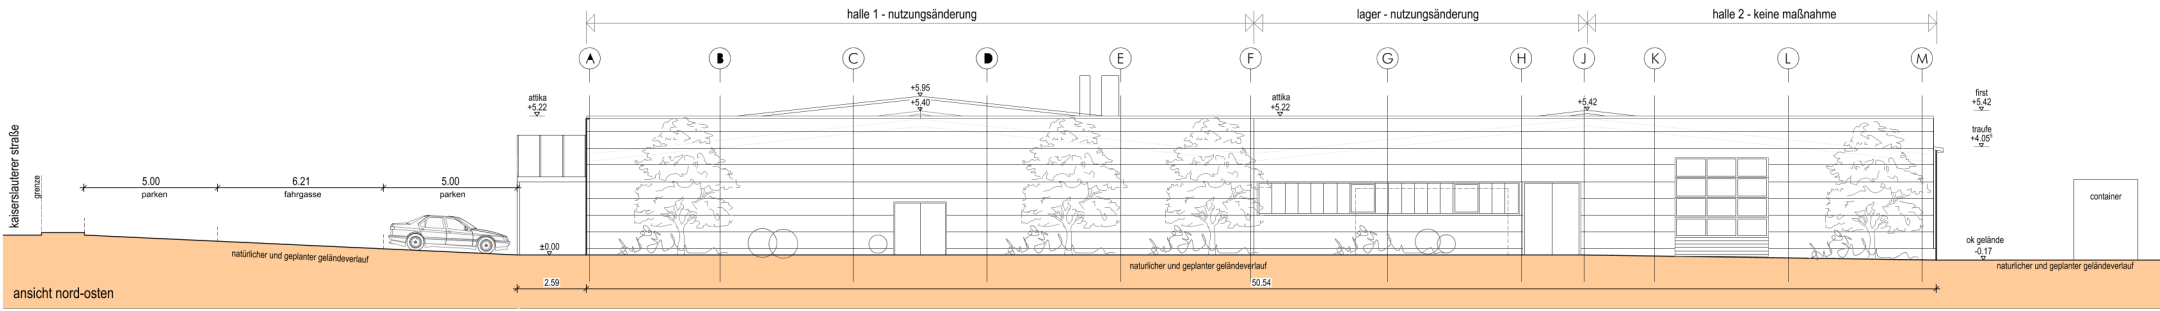 halle 1 - nutzungsänderung
lager - nutzungsänderung
halle 2 - keine maßnahme
A
B
C
D
E
F
G
H
J
K
L
M
+5.95
+5.40
attika
+5.22
attika
+5.22
+5.42
first
+5.42
traufe
+4.05⁵
kaiserslauterer straße
grenze
5.00
parken
6.21
fahrgasse
5.00
parken
container
±0.00
ok gelände
-0.17
natürlicher und geplanter geländeverlauf
natürlicher und geplanter geländeverlauf
natürlicher und geplanter geländeverlauf
2.59
50.54
ansicht nord-osten